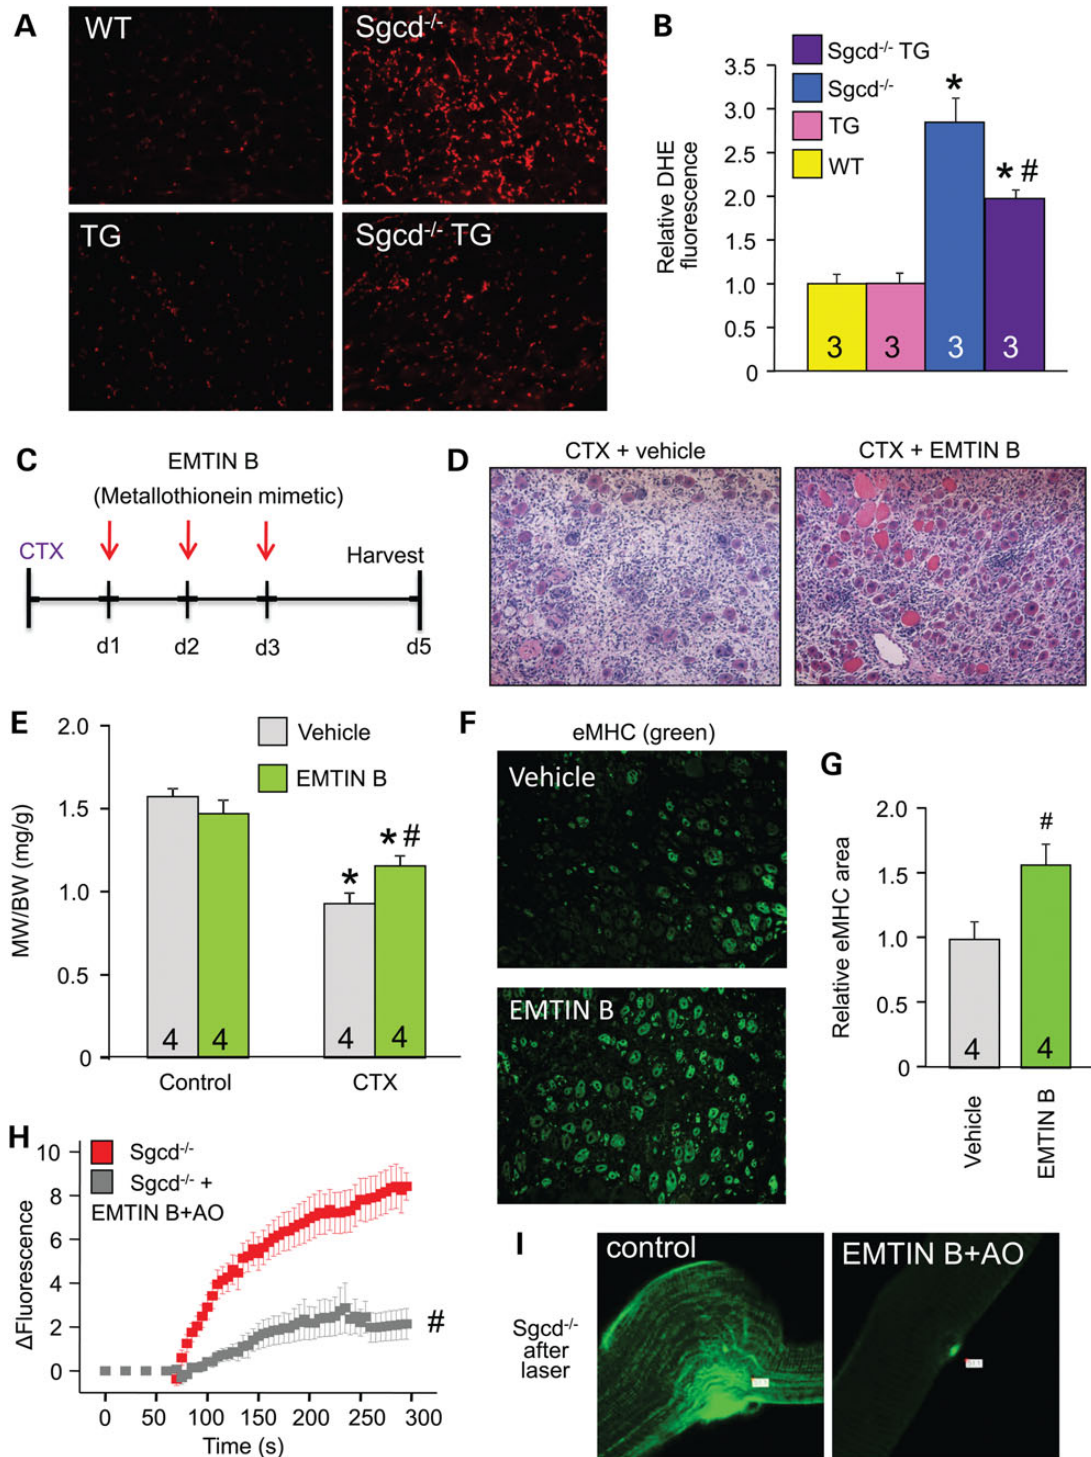 A
WT
Sgcd-/-
TG
Sgcd-/- TG
B
Sgcd-/- TG
Sgcd-/-
TG
WT
Relative DHE
fluorescence
3.5
3.0
2.5
2.0
1.5
1.0
0.5
0
*
* #
3 3 3 3
C
EMTIN B
(Metallothionein mimetic)
CTX
Harvest
d1 d2 d3 d5
D
CTX + vehicle
CTX + EMTIN B
E
Vehicle
EMTIN B
MW/BW (mg/g)
2.0
1.5
1.0
0.5
0
*
* #
4 4 4 4
Control CTX
F
eMHC (green)
Vehicle
EMTIN B
G
Relative eMHC area
2.0
1.5
1.0
0.5
0
#
4 4
Vehicle
EMTIN B
H
Sgcd-/-
Sgcd-/- +
EMTIN B+AO
ΔFluorescence
10
8
6
4
2
0
#
0 50 100 150 200 250 300
Time (s)
I
control
EMTIN B+AO
Sgcd-/-
after
laser